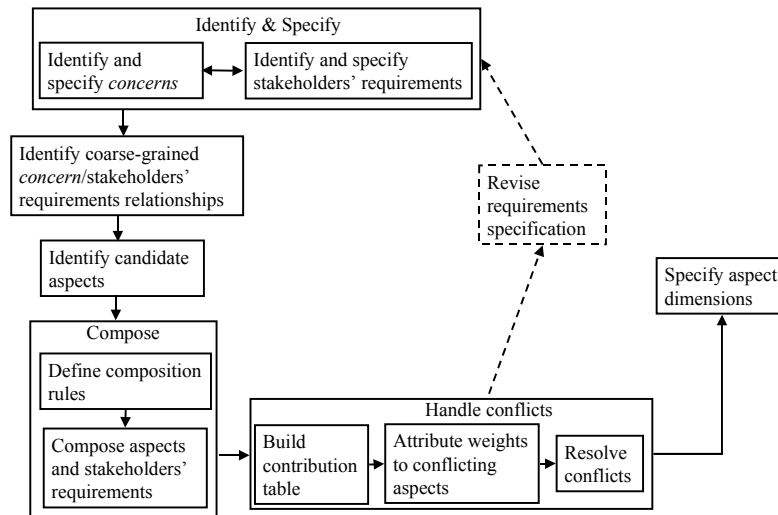 Identify & Specify
Identify and
specify concerns
Identify and specify
stakeholders’ requirements
Identify coarse-grained
concern/stakeholders’
requirements relationships
Revise
requirements
specification
Identify candidate
aspects
Specify aspect
dimensions
Compose
Define composition
rules
Compose aspects
and stakeholders’
requirements
Handle conflicts
Build
contribution
table
Attribute weights
to conflicting
aspects
Resolve
conflicts